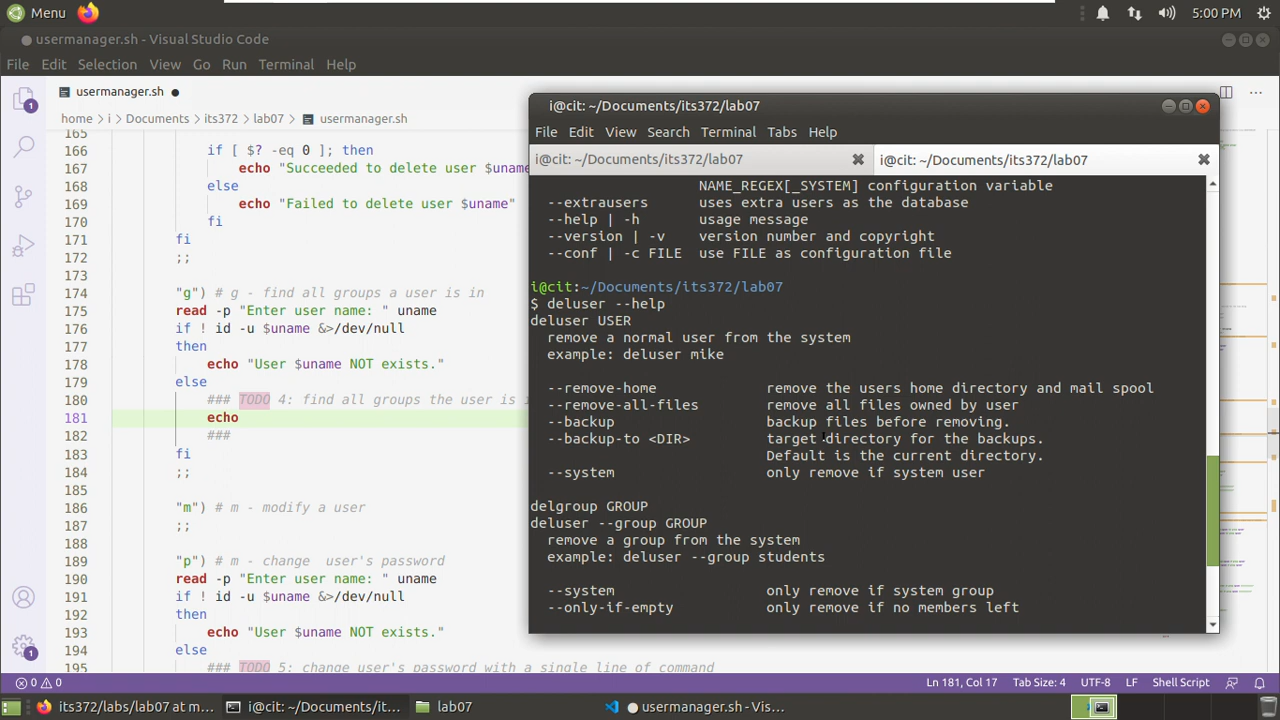 Menu
5:00 PM
usermanager.sh - Visual Studio Code
File Edit Selection View Go Run Terminal Help
usermanager.sh
home > i > Documents > its372 > lab07 > usermanager.sh
165
166 if [ $? -eq 0 ]; then
167 echo "Succeeded to delete user $uname
168 else
169 echo "Failed to delete user $uname"
170 fi
171 fi
172 ;;
173
174 "g") # g - find all groups a user is in
175 read -p "Enter user name: " uname
176 if ! id -u $uname &>/dev/null
177 then
178 echo "User $uname NOT exists."
179 else
180 ### TODO 4: find all groups the user is i
181 echo
182 ###
183 fi
184 ;;
185
186 "m") # m - modify a user
187 ;;
188
189 "p") # m - change  user's password
190 read -p "Enter user name: " uname
191 if ! id -u $uname &>/dev/null
192 then
193 echo "User $uname NOT exists."
194 else
195 ### TODO 5: change user's password with a single line of command
1
1
i@cit: ~/Documents/its372/lab07
File Edit View Search Terminal Tabs Help
i@cit: ~/Documents/its372/lab07
i@cit: ~/Documents/its372/lab07
NAME_REGEX[_SYSTEM] configuration variable
--extrausers uses extra users as the database
--help | -h usage message
--version | -v version number and copyright
--conf | -c FILE use FILE as configuration file
i@cit:~/Documents/its372/lab07
$ deluser --help
deluser USER
remove a normal user from the system
example: deluser mike
--remove-home remove the users home directory and mail spool
--remove-all-files remove all files owned by user
--backup backup files before removing.
--backup-to <DIR> target directory for the backups.
Default is the current directory.
--system only remove if system user
delgroup GROUP
deluser --group GROUP
remove a group from the system
example: deluser --group students
--system only remove if system group
--only-if-empty only remove if no members left
0 0
Ln 181, Col 17 Tab Size: 4 UTF-8 LF Shell Script
its372/labs/lab07 at m...
i@cit: ~/Documents/it...
lab07
usermanager.sh - Vis...